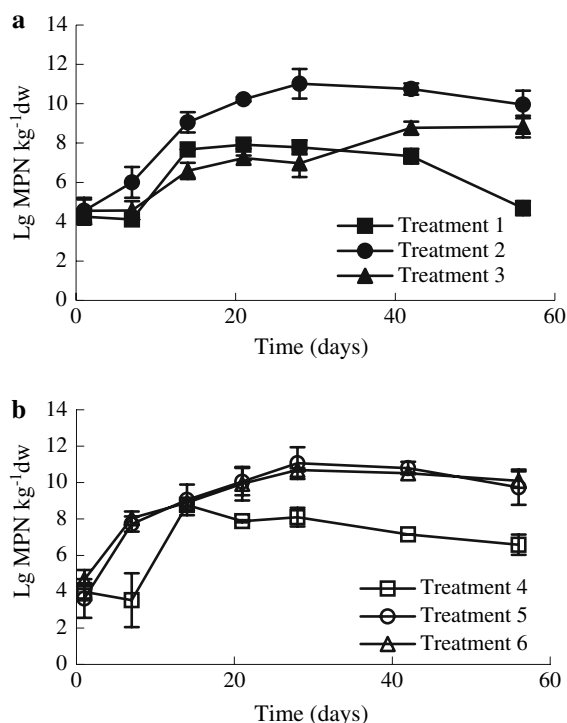 a
14
12
10
8
6
4
2
0
Lg MPN kg⁻¹dw
Treatment 1
Treatment 2
Treatment 3
0 20 40 60
Time (days)
b
14
12
10
8
6
4
2
0
Lg MPN kg⁻¹dw
Treatment 4
Treatment 5
Treatment 6
0 20 40 60
Time (days)